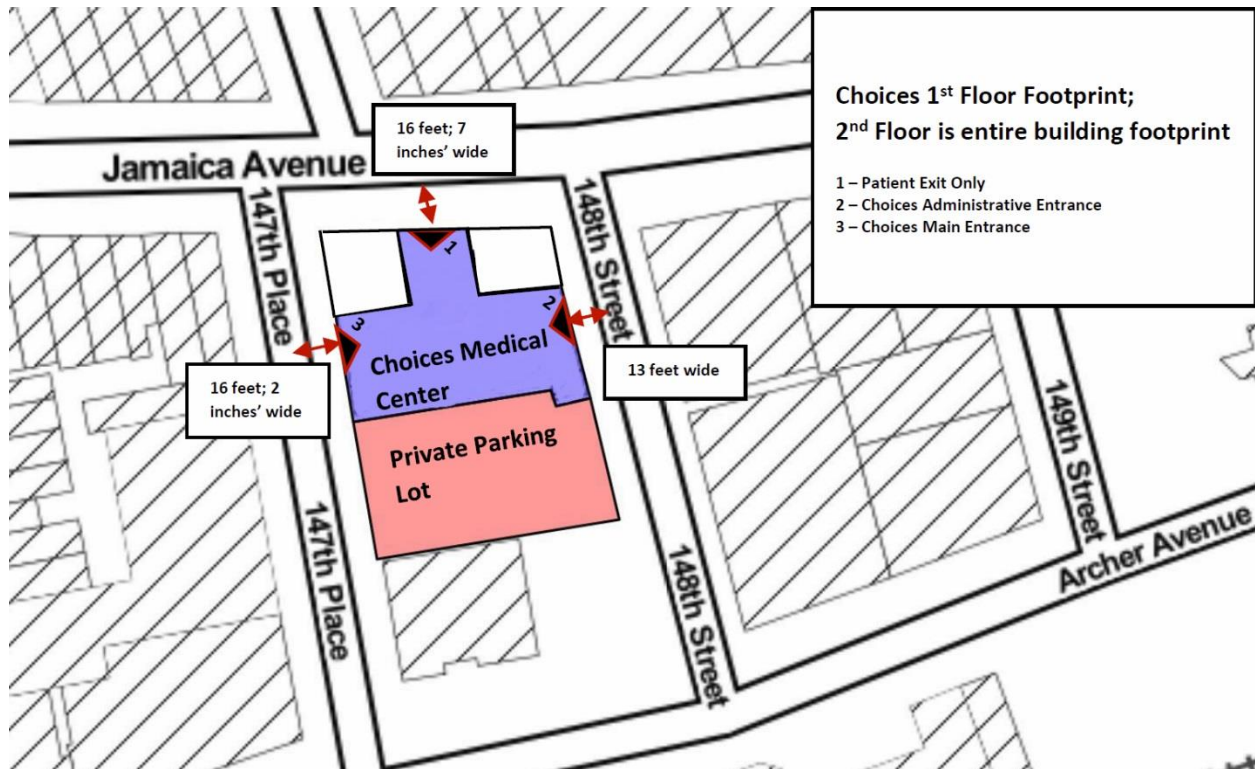 Choices 1st Floor Footprint;
2nd Floor is entire building footprint
1 – Patient Exit Only
2 – Choices Administrative Entrance
3 – Choices Main Entrance
16 feet; 7
inches’ wide
Jamaica Avenue
147th Place
148th Street
1
2
3
Choices Medical
Center
16 feet; 2
inches’ wide
13 feet wide
Private Parking
Lot
149th Street
147th Place
148th Street
Archer Avenue